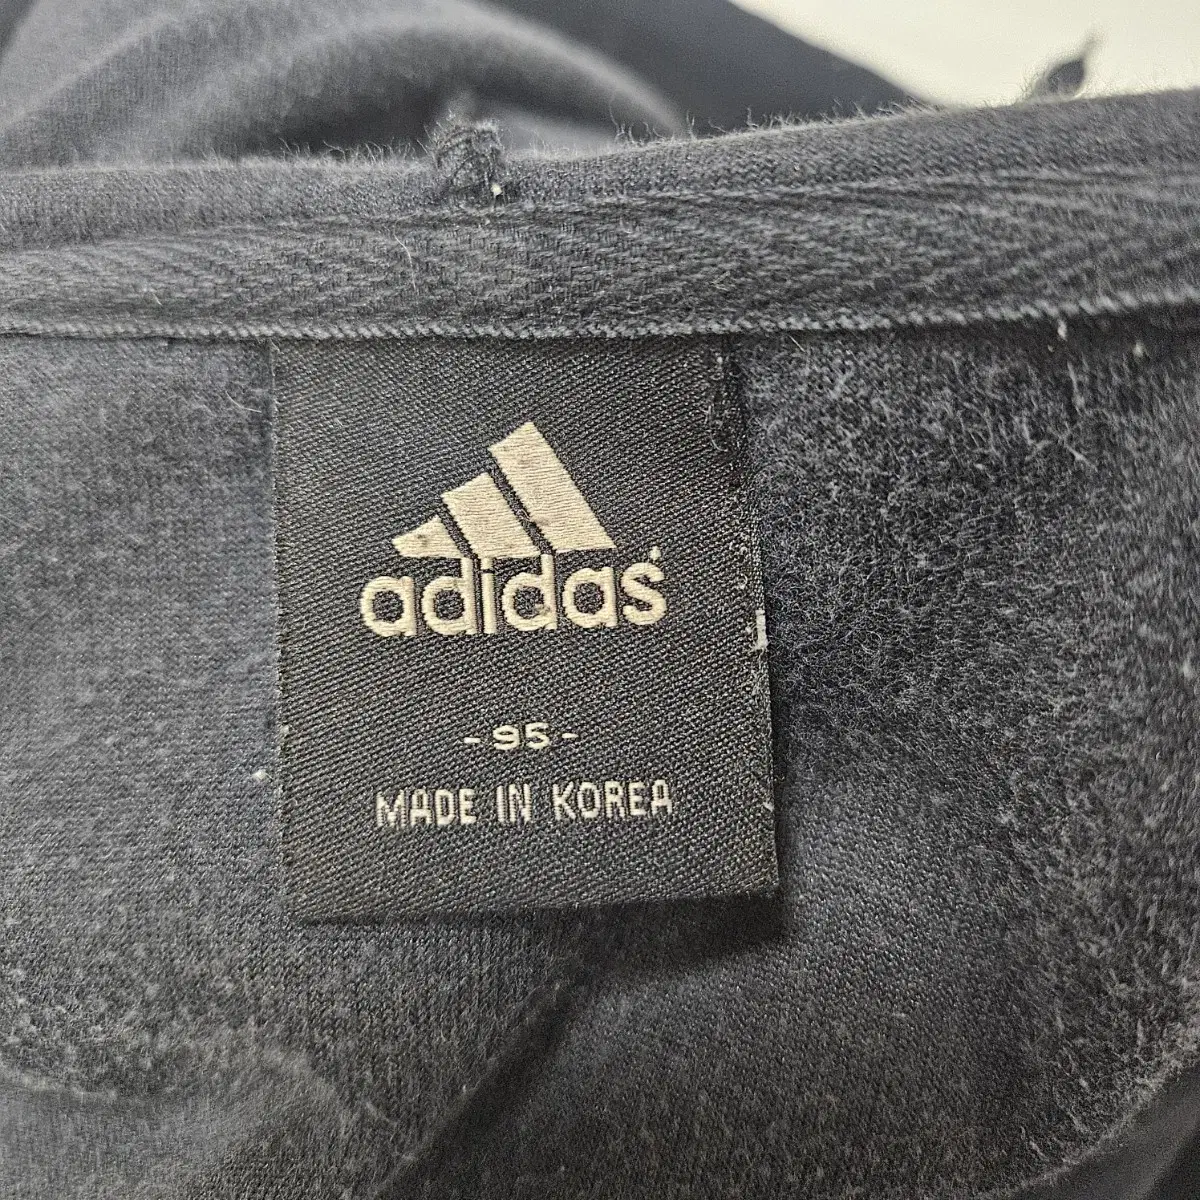 adidas
-95-
MADE IN KOREA